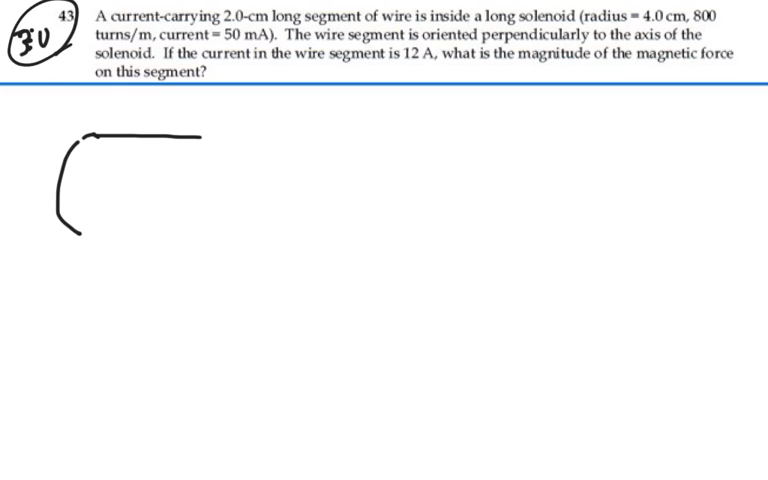 43
30
A current-carrying 2.0-cm long segment of wire is inside a long solenoid (radius = 4.0 cm, 800
turns/m, current = 50 mA). The wire segment is oriented perpendicularly to the axis of the
solenoid. If the current in the wire segment is 12 A, what is the magnitude of the magnetic force
on this segment?